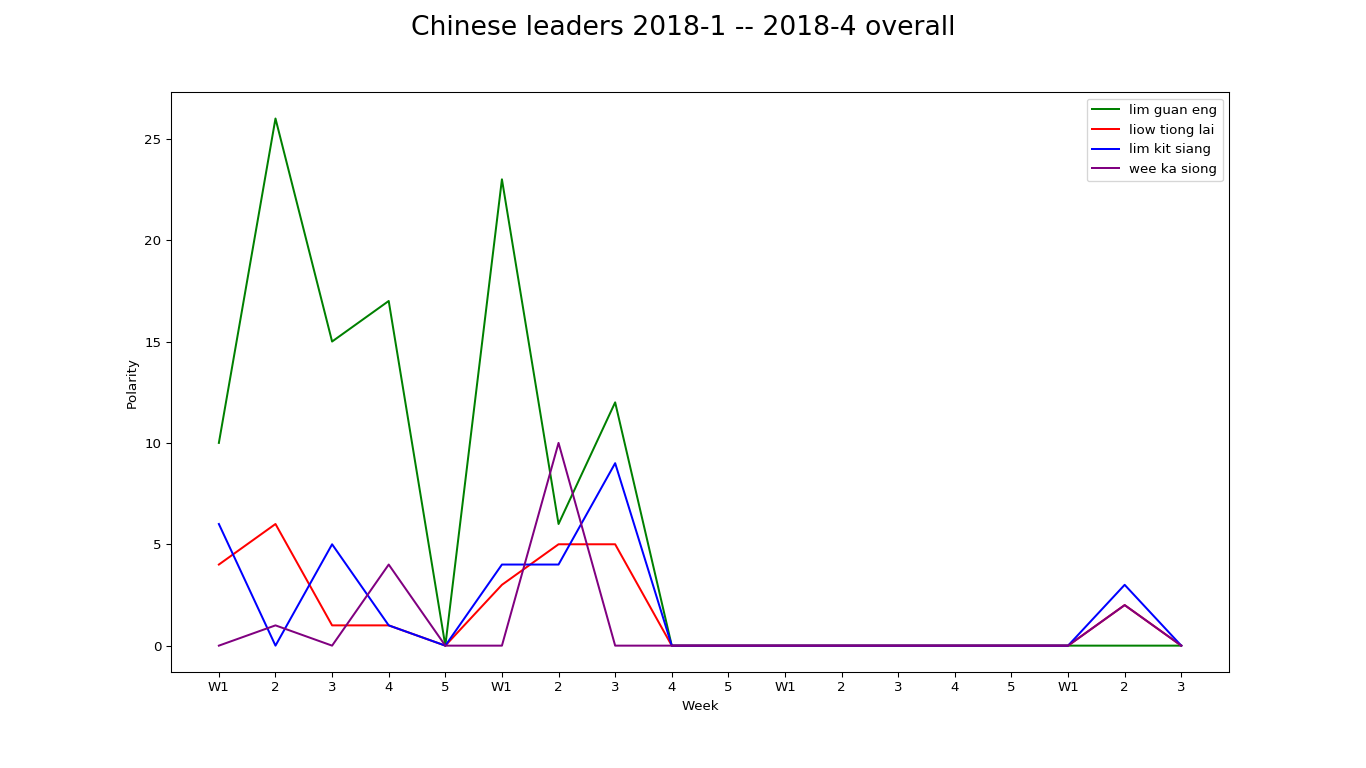 Chinese leaders 2018-1 -- 2018-4 overall
lim guan eng
liow tiong lai
lim kit siang
wee ka siong
25
20
15
10
5
0
Polarity
W1 2 3 4 5 W1 2 3 4 5 W1 2 3 4 5 W1 2 3
Week